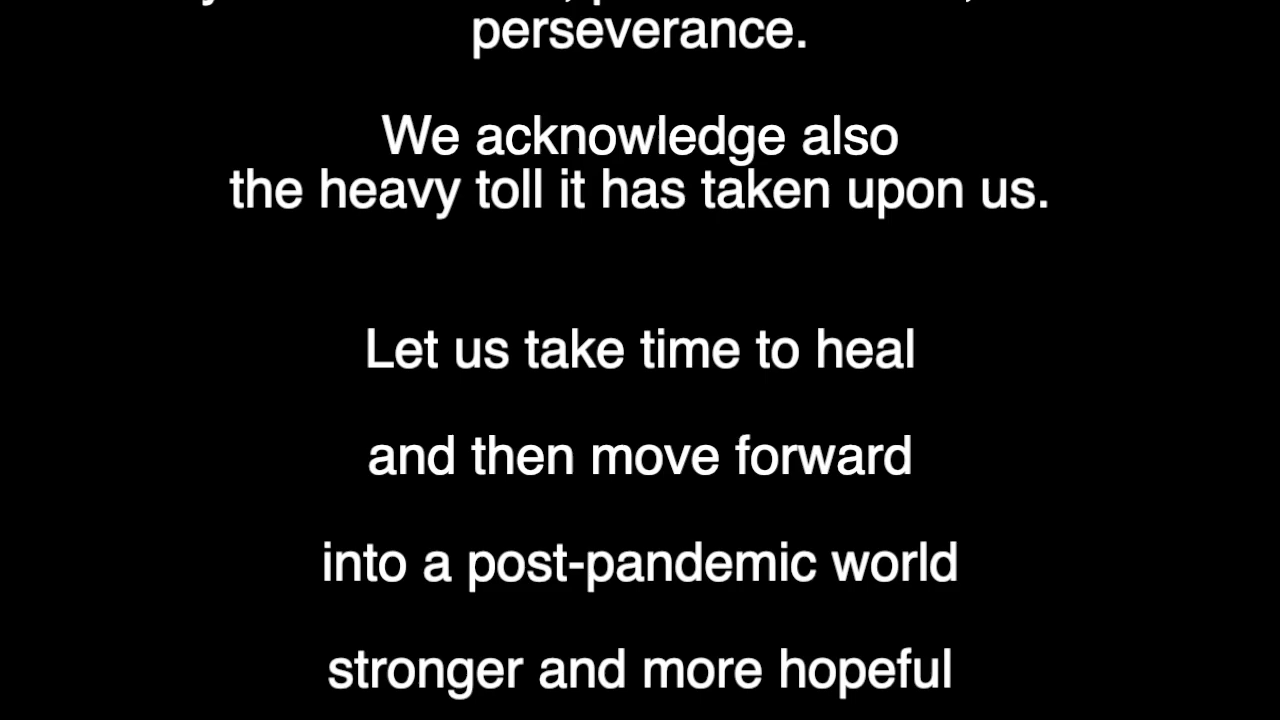 perseverance.
We acknowledge also
the heavy toll it has taken upon us.
Let us take time to heal
and then move forward
into a post-pandemic world
stronger and more hopeful